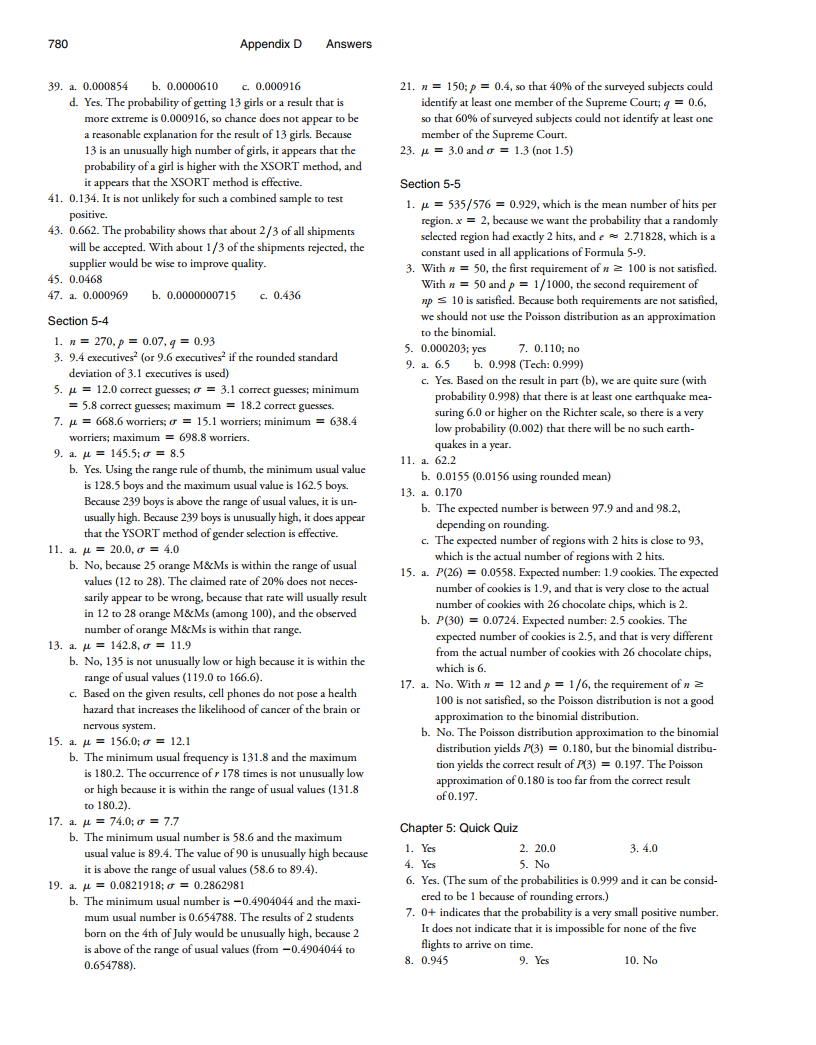 780 Appendix D Answers
39. a. 0.000854 b. 0.0000610 c. 0.000916
d. Yes. The probability of getting 13 girls or a result that is
more extreme is 0.000916, so chance does not appear to be
a reasonable explanation for the result of 13 girls. Because
13 is an unusually high number of girls, it appears that the
probability of a girl is higher with the XSORT method, and
it appears that the XSORT method is effective.
41. 0.134. It is not unlikely for such a combined sample to test
positive.
43. 0.662. The probability shows that about 2/3 of all shipments
will be accepted. With about 1/3 of the shipments rejected, the
supplier would be wise to improve quality.
45. 0.0468
47. a. 0.000969 b. 0.0000000715 c. 0.436
Section 5-4
1. n = 270, p = 0.07, q = 0.93
3. 9.4 executives² (or 9.6 executives² if the rounded standard
deviation of 3.1 executives is used)
5. μ = 12.0 correct guesses; σ = 3.1 correct guesses; minimum
= 5.8 correct guesses; maximum = 18.2 correct guesses.
7. μ = 668.6 worriers; σ = 15.1 worriers; minimum = 638.4
worriers; maximum = 698.8 worriers.
9. a. μ = 145.5; σ = 8.5
b. Yes. Using the range rule of thumb, the minimum usual value
is 128.5 boys and the maximum usual value is 162.5 boys.
Because 239 boys is above the range of usual values, it is un-
usually high. Because 239 boys is unusually high, it does appear
that the YSORT method of gender selection is effective.
11. a. μ = 20.0, σ = 4.0
b. No, because 25 orange M&Ms is within the range of usual
values (12 to 28). The claimed rate of 20% does not neces-
sarily appear to be wrong, because that rate will usually result
in 12 to 28 orange M&Ms (among 100), and the observed
number of orange M&Ms is within that range.
13. a. μ = 142.8, σ = 11.9
b. No, 135 is not unusually low or high because it is within the
range of usual values (119.0 to 166.6).
c. Based on the given results, cell phones do not pose a health
hazard that increases the likelihood of cancer of the brain or
nervous system.
15. a. μ = 156.0; σ = 12.1
b. The minimum usual frequency is 131.8 and the maximum
is 180.2. The occurrence of r 178 times is not unusually low
or high because it is within the range of usual values (131.8
to 180.2).
17. a. μ = 74.0; σ = 7.7
b. The minimum usual number is 58.6 and the maximum
usual value is 89.4. The value of 90 is unusually high because
it is above the range of usual values (58.6 to 89.4).
19. a. μ = 0.0821918; σ = 0.2862981
b. The minimum usual number is −0.4904044 and the maxi-
mum usual number is 0.654788. The results of 2 students
born on the 4th of July would be unusually high, because 2
is above of the range of usual values (from −0.4904044 to
0.654788).
21. n = 150; p = 0.4, so that 40% of the surveyed subjects could
identify at least one member of the Supreme Court; q = 0.6,
so that 60% of surveyed subjects could not identify at least one
member of the Supreme Court.
23. μ = 3.0 and σ = 1.3 (not 1.5)
Section 5-5
1. μ = 535/576 = 0.929, which is the mean number of hits per
region. x = 2, because we want the probability that a randomly
selected region had exactly 2 hits, and e ≈ 2.71828, which is a
constant used in all applications of Formula 5-9.
3. With n = 50, the first requirement of n ≥ 100 is not satisfied.
With n = 50 and p = 1/1000, the second requirement of
np ≤ 10 is satisfied. Because both requirements are not satisfied,
we should not use the Poisson distribution as an approximation
to the binomial.
5. 0.000203; yes 7. 0.110; no
9. a. 6.5 b. 0.998 (Tech: 0.999)
c. Yes. Based on the result in part (b), we are quite sure (with
probability 0.998) that there is at least one earthquake mea-
suring 6.0 or higher on the Richter scale, so there is a very
low probability (0.002) that there will be no such earth-
quakes in a year.
11. a. 62.2
b. 0.0155 (0.0156 using rounded mean)
13. a. 0.170
b. The expected number is between 97.9 and and 98.2,
depending on rounding.
c. The expected number of regions with 2 hits is close to 93,
which is the actual number of regions with 2 hits.
15. a. P(26) = 0.0558. Expected number: 1.9 cookies. The expected
number of cookies is 1.9, and that is very close to the actual
number of cookies with 26 chocolate chips, which is 2.
b. P(30) = 0.0724. Expected number: 2.5 cookies. The
expected number of cookies is 2.5, and that is very different
from the actual number of cookies with 26 chocolate chips,
which is 6.
17. a. No. With n = 12 and p = 1/6, the requirement of n ≥
100 is not satisfied, so the Poisson distribution is not a good
approximation to the binomial distribution.
b. No. The Poisson distribution approximation to the binomial
distribution yields P(3) = 0.180, but the binomial distribu-
tion yields the correct result of P(3) = 0.197. The Poisson
approximation of 0.180 is too far from the correct result
of 0.197.
Chapter 5: Quick Quiz
1. Yes 2. 20.0 3. 4.0
4. Yes 5. No
6. Yes. (The sum of the probabilities is 0.999 and it can be consid-
ered to be 1 because of rounding errors.)
7. 0+ indicates that the probability is a very small positive number.
It does not indicate that it is impossible for none of the five
flights to arrive on time.
8. 0.945 9. Yes 10. No